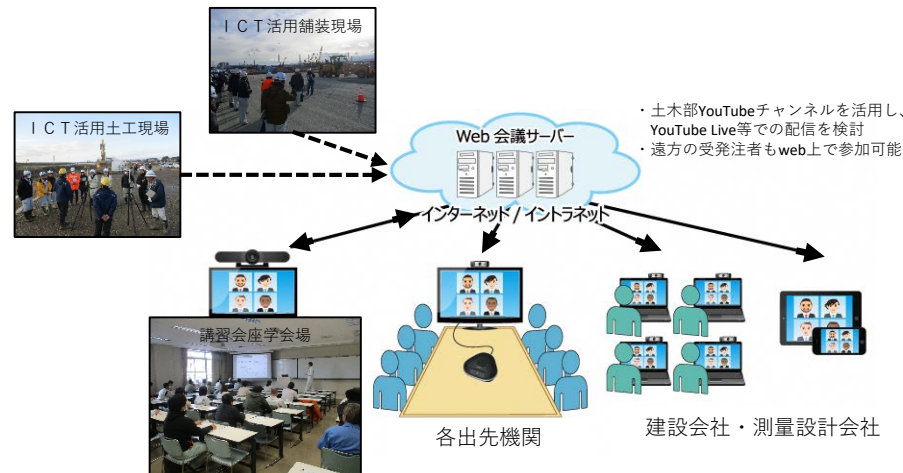 ICT活用舗装現場
ICT活用土工現場
・土木部YouTubeチャンネルを活用し、
YouTube Live等での配信を検討
・遠方の受発注者もweb上で参加可能
Web 会議サーバー
インターネット / イントラネット
講習会座学会場
各出先機関
建設会社・測量設計会社